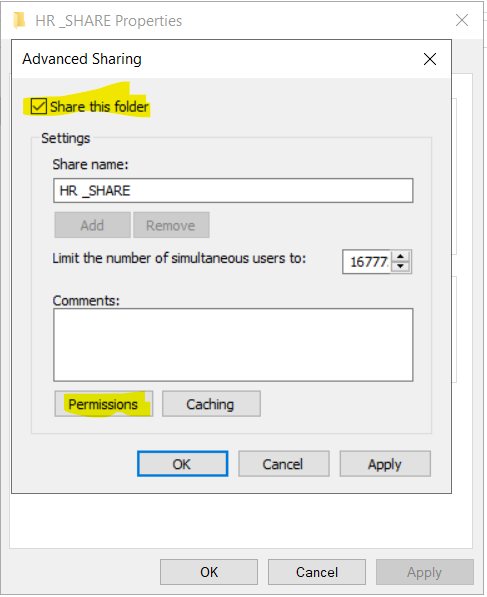 HR _SHARE Properties
Advanced Sharing
Share this folder
Settings
Share name:
HR _SHARE
Add Remove
Limit the number of simultaneous users to: 16777
Comments:
Permissions Caching
OK Cancel Apply
OK Cancel Apply